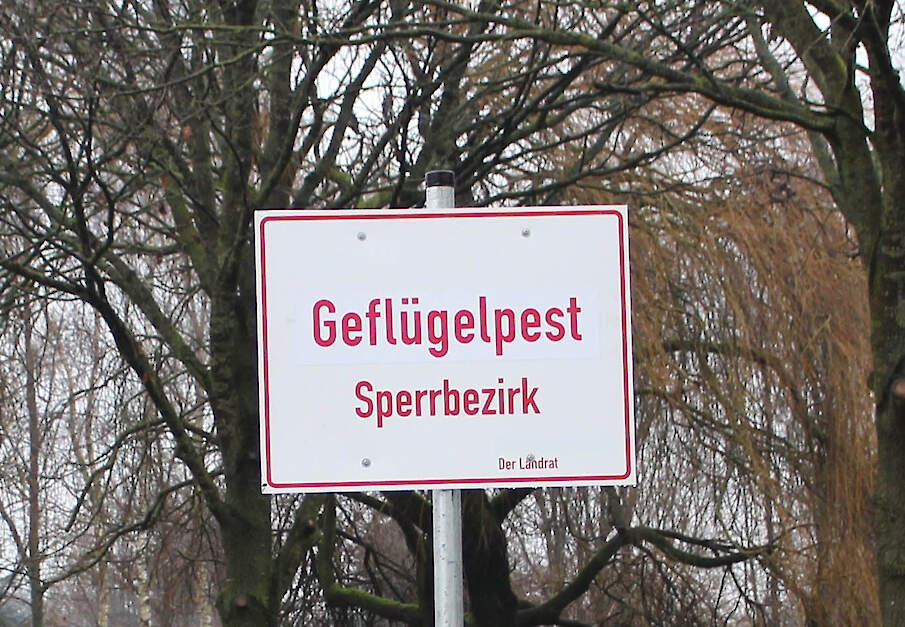 Geflügelpest
Sperrbezirk
Der Landrat